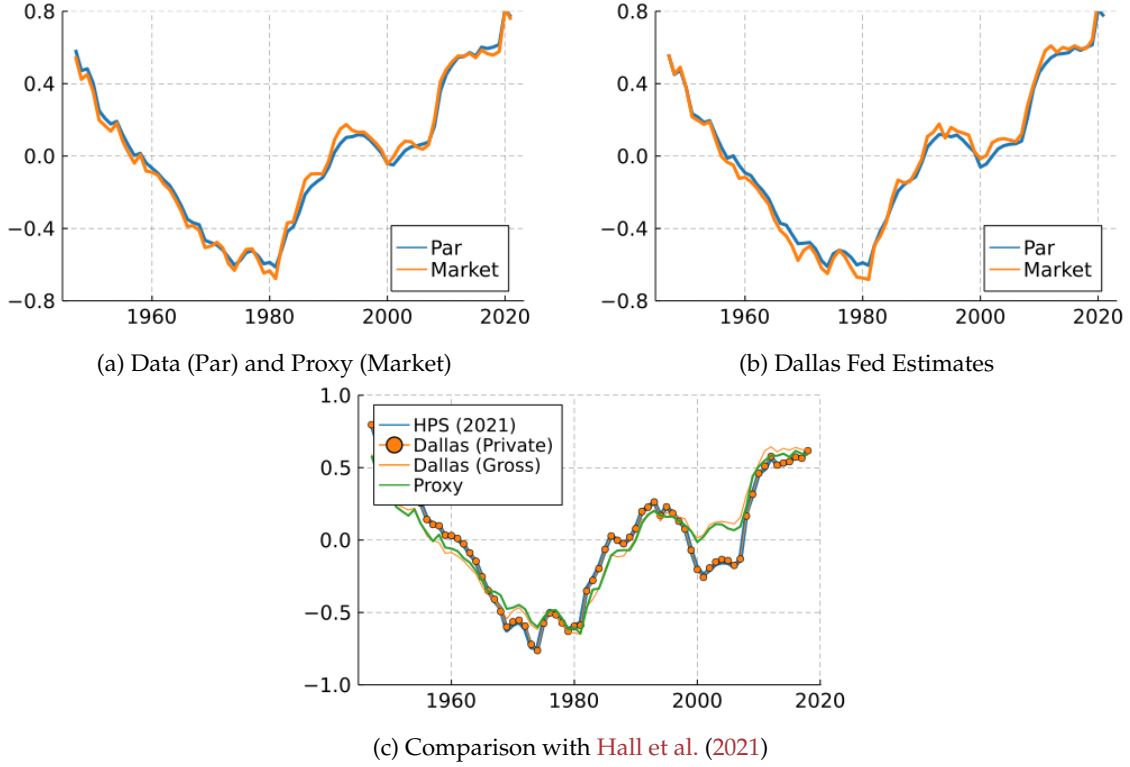 0.8
0.4
0.0
−0.4
−0.8
1960 1980 2000 2020
Par
Market
(a) Data (Par) and Proxy (Market)
0.8
0.4
0.0
−0.4
−0.8
1960 1980 2000 2020
Par
Market
(b) Dallas Fed Estimates
1.0
0.5
0.0
−0.5
−1.0
1960 1980 2000 2020
HPS (2021)
Dallas (Private)
Dallas (Gross)
Proxy
(c) Comparison with Hall et al. (2021)